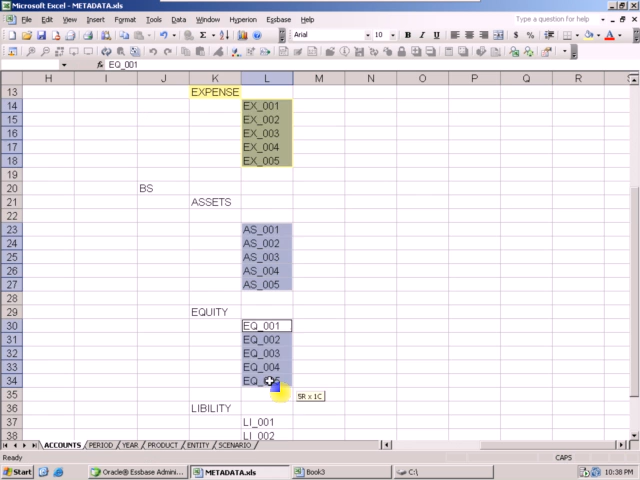 Microsoft Excel - METADATA.xls
File Edit View Insert Format Tools Data Window Hyperion Essbase Help Type a question for help
Arial 10 B I U $ %
EQ_001
H I J K L M N O P Q R
13 EXPENSE
14 EX_001
15 EX_002
16 EX_003
17 EX_004
18 EX_005
19
20 BS
21 ASSETS
22
23 AS_001
24 AS_002
25 AS_003
26 AS_004
27 AS_005
28
29 EQUITY
30 EQ_001
31 EQ_002
32 EQ_003
33 EQ_004
34 EQ_005
35 5R x 1C
36 LIBILITY
37 LI_001
38 LI_002
ACCOUNTS / PERIOD / YEAR / PRODUCT / ENTITY / SCENARIO
Ready CAPS
Start Oracle® Essbase Admini... METADATA.xls Book3 C:\ 10:38 PM